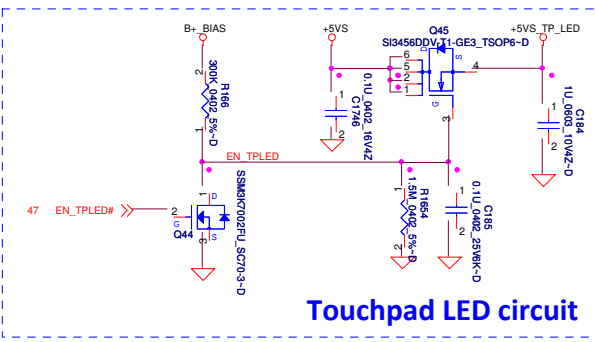 B+_BIAS
+5VS
Q45
SI3456DDV-T1-GE3_TSOP6~D
+5VS_TP_LED
2
300K_0402_5%~D
R166
1
1
0.1U_0402_16V4Z
C1746
2
6
5
2
1
D
S
G
4
3
1
1U_0603_10V4Z~D
C184
2
EN_TPLED
47 EN_TPLED#
2
G
Q44
1
D
3
S
SSM3K7002FU_SC70-3~D
1
1.5M_0402_5%~D
R1654
2
1
0.1U_0402_25V6K~D
C185
2
Touchpad LED circuit